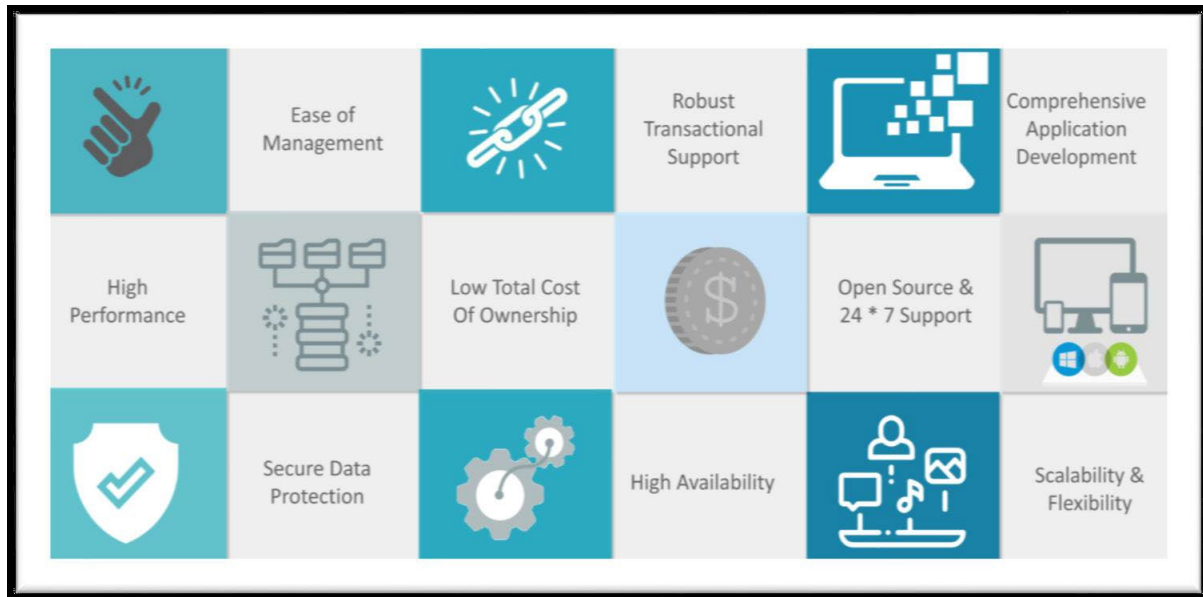 Ease of
Management
Robust
Transactional
Support
Comprehensive
Application
Development
High
Performance
Low Total Cost
Of Ownership
$
Open Source &
24 * 7 Support
Secure Data
Protection
High Availability
Scalability &
Flexibility